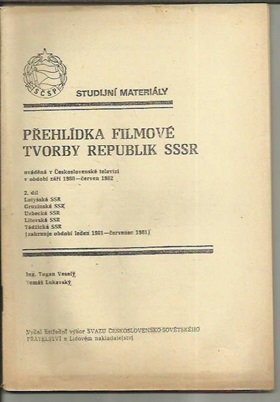 SČSP
STUDIJNÍ MATERIÁLY
PŘEHLÍDKA FILMOVÉ
TVORBY REPUBLIK SSSR
uváděná v Československé televizi
v období září 1980—červen 1982
2. díl
Lotyšská SSR
Gruzínská SSR
Uzbecká SSR
Litevská SSR
Tádžická SSR
(zahrnuje období leden 1981—červenec 1981)
Ing. Eugen Veselý
Tomáš Lukavský
Vydal Ústřední výbor SVAZU ČESKOSLOVENSKO-SOVĚTSKÉHO
PŘÁTELSTVÍ v Lidovém nakladatelství